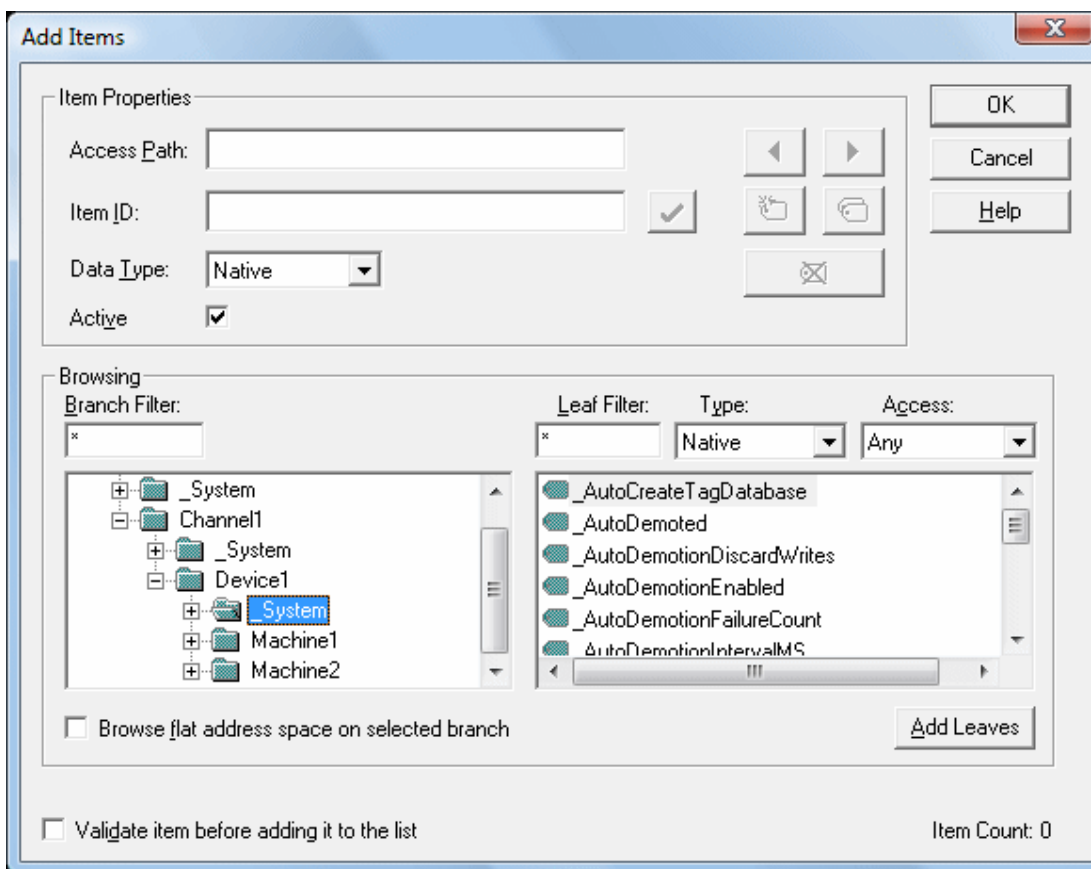 Add Items
Item Properties
Access Path:
Item ID:
Data Type: Native
Active
OK
Cancel
Help
Browsing
Branch Filter: Leaf Filter: Type: Access:
* * Native Any
_System
Channel1
_System
Device1
_System
Machine1
Machine2
_AutoCreateTagDatabase
_AutoDemoted
_AutoDemotionDiscardWrites
_AutoDemotionEnabled
_AutoDemotionFailureCount
_AutoDemotionIntervalMS
Browse flat address space on selected branch
Add Leaves
Validate item before adding it to the list
Item Count: 0